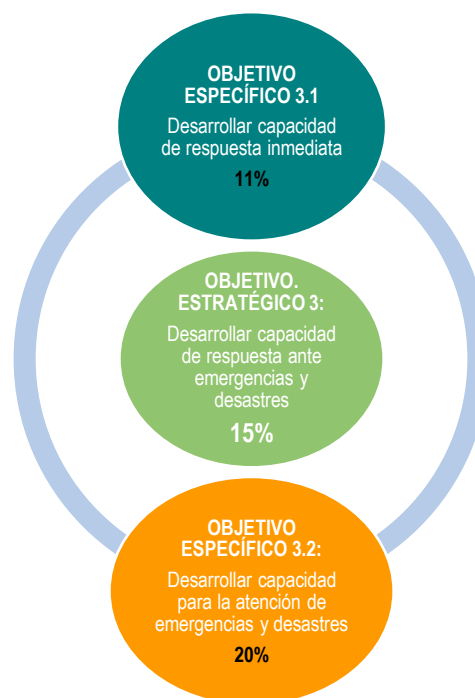 OBJETIVO
ESPECÍFICO 3.1
Desarrollar capacidad
de respuesta inmediata
11%
OBJETIVO.
ESTRATÉGICO 3:
Desarrollar capacidad
de respuesta ante
emergencias y
desastres
15%
OBJETIVO
ESPECÍFICO 3.2:
Desarrollar capacidad
para la atención de
emergencias y desastres
20%